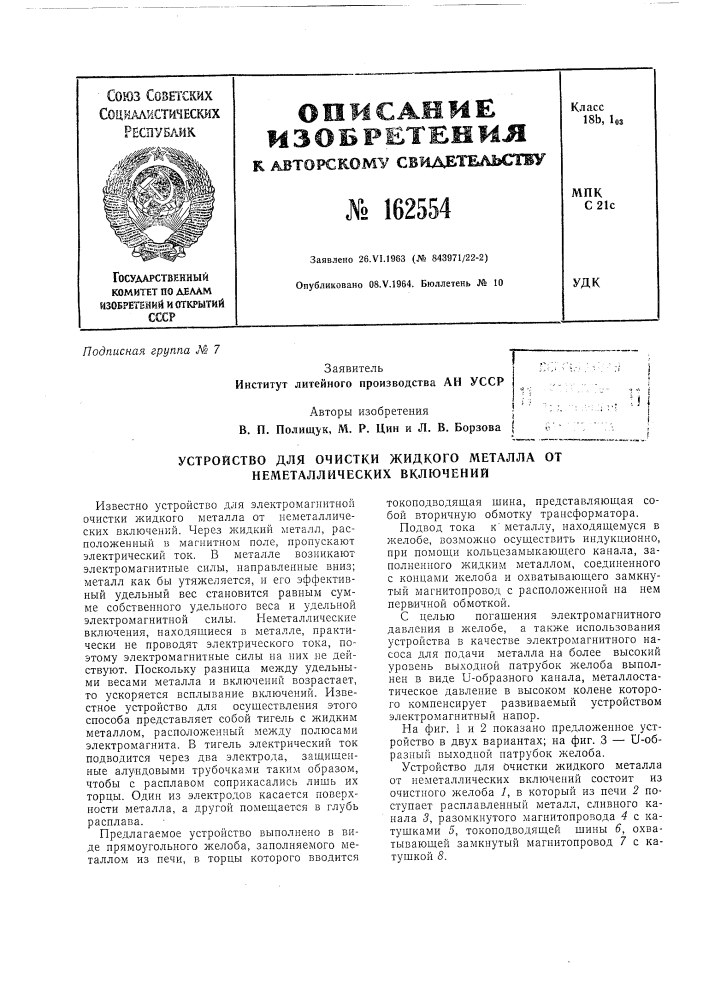 Союз Советских
Социалистических
Республик
Государственный
комитет по делам
изобретений и открытий
СССР
ОПИСАНИЕ
ИЗОБРЕТЕНИЯ
К АВТОРСКОМУ СВИДЕТЕЛЬСТВУ
№ 162554
Заявлено 26.VI.1963 (№ 843971/22-2)
Опубликовано 08.V.1964. Бюллетень № 10
Класс
18b, 1₀₃
МПК
C 21c
УДК
Подписная группа № 7
Заявитель
Институт литейного производства АН УССР
Авторы изобретения
В. П. Полищук, М. Р. Цин и Л. В. Борзова
УСТРОЙСТВО ДЛЯ ОЧИСТКИ ЖИДКОГО МЕТАЛЛА ОТ
НЕМЕТАЛЛИЧЕСКИХ ВКЛЮЧЕНИЙ
Известно устройство для электромагнитной
очистки жидкого металла от неметалличес-
ких включений. Через жидкий металл, рас-
положенный в магнитном поле, пропускают
электрический ток. В металле возникают
электромагнитные силы, направленные вниз;
металл как бы утяжеляется, и его эффектив-
ный удельный вес становится равным сум-
ме собственного удельного веса и удельной
электромагнитной силы. Неметаллические
включения, находящиеся в металле, практи-
чески не проводят электрического тока, по-
этому электромагнитные силы на них не дей-
ствуют. Поскольку разница между удельны-
ми весами металла и включений возрастает,
то ускоряется всплывание включений. Изве-
стное устройство для осуществления этого
способа представляет собой тигель с жидким
металлом, расположенный между полюсами
электромагнита. В тигель электрический ток
подводится через два электрода, защищен-
ные алундовыми трубочками таким образом,
чтобы с расплавом соприкасались лишь их
торцы. Один из электродов касается поверх-
ности металла, а другой помещается в глубь
расплава.
Предлагаемое устройство выполнено в ви-
де прямоугольного желоба, заполняемого ме-
таллом из печи, в торцы которого вводится
токоподводящая шина, представляющая со-
бой вторичную обмотку трансформатора.
Подвод тока к металлу, находящемуся в
желобе, возможно осуществить индукционно,
при помощи кольцезамыкающего канала, за-
полненного жидким металлом, соединенного
с концами желоба и охватывающего замкну-
тый магнитопровод с расположенной на нем
первичной обмоткой.
С целью погашения электромагнитного
давления в желобе, а также использования
устройства в качестве электромагнитного на-
соса для подачи металла на более высокий
уровень выходной патрубок желоба выпол-
нен в виде U-образного канала, металлоста-
тическое давление в высоком колене которо-
го компенсирует развиваемый устройством
электромагнитный напор.
На фиг. 1 и 2 показано предложенное уст-
ройство в двух вариантах; на фиг. 3 — U-об-
разный выходной патрубок желоба.
Устройство для очистки жидкого металла
от неметаллических включений состоит из
очистного желоба 1, в который из печи 2 по-
ступает расплавленный металл, сливного ка-
нала 3, разомкнутого магнитопровода 4 с ка-
тушками 5, токоподводящей шины 6, охва-
тывающей замкнутый магнитопровод 7 с ка-
тушкой 8.